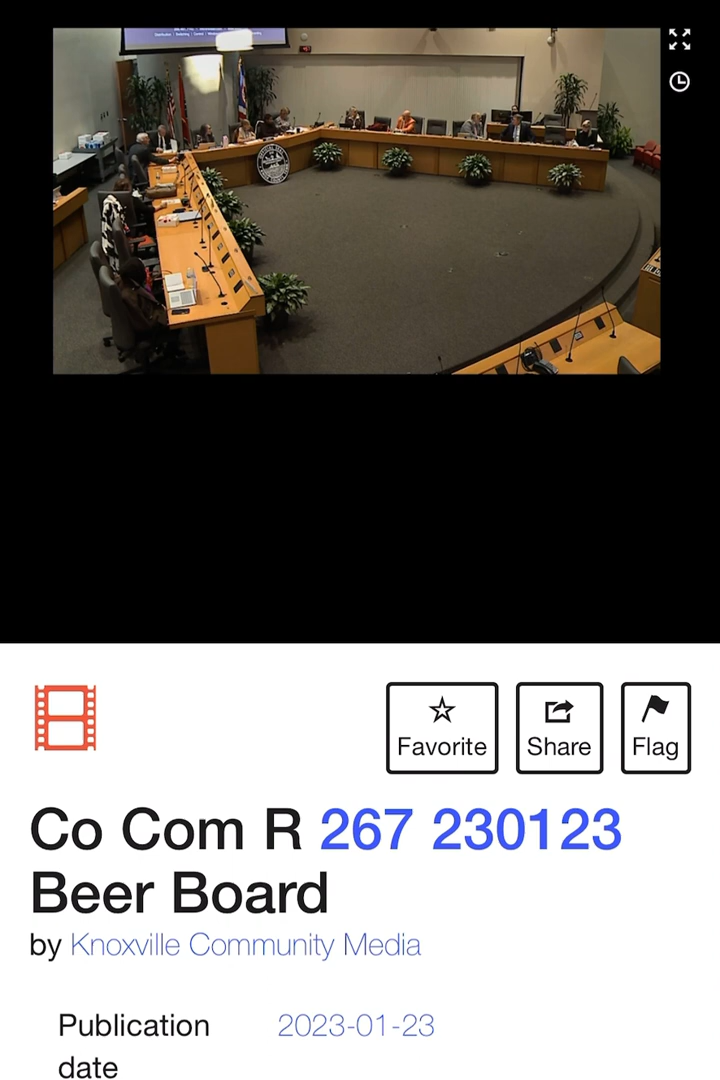 Favorite
Share
Flag
Co Com R 267 230123
Beer Board
by Knoxville Community Media
Publication
date
2023-01-23